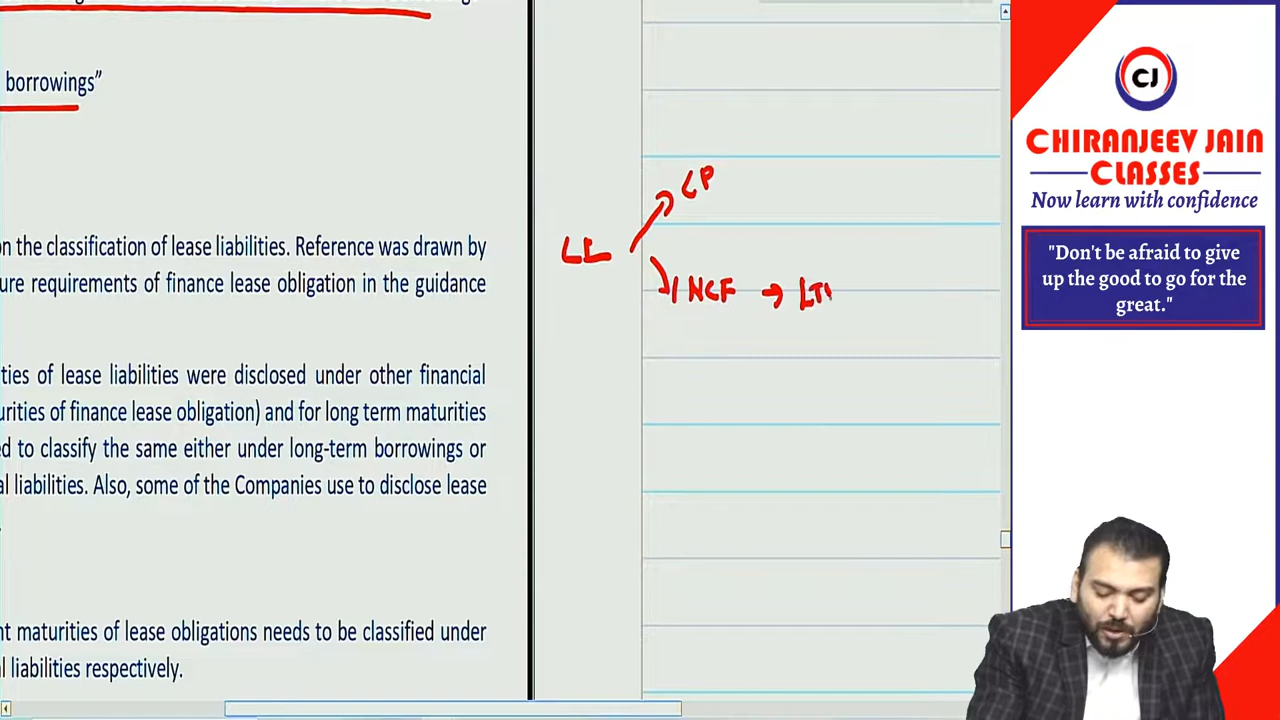 borrowings”
on the classification of lease liabilities. Reference was drawn by
ure requirements of finance lease obligation in the guidance
ties of lease liabilities were disclosed under other financial
urities of finance lease obligation) and for long term maturities
ed to classify the same either under long-term borrowings or
al liabilities. Also, some of the Companies use to disclose lease
nt maturities of lease obligations needs to be classified under
al liabilities respectively.
LL
CP
NCF → LT
CJ
CHIRANJEEV JAIN
CLASSES
Now learn with confidence
"Don't be afraid to give
up the good to go for the
great."